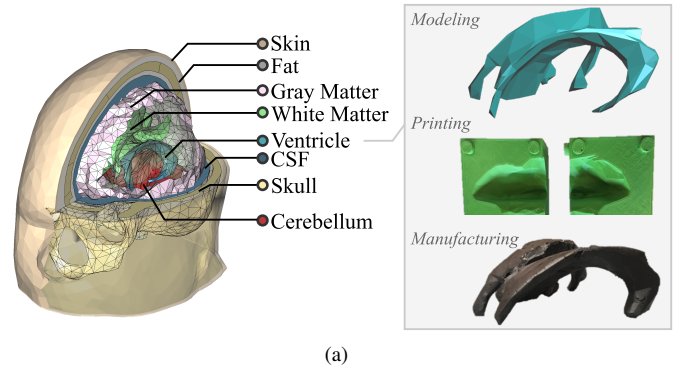 Skin
Fat
Gray Matter
White Matter
Ventricle
CSF
Skull
Cerebellum
Modeling
Printing
Manufacturing
(a)